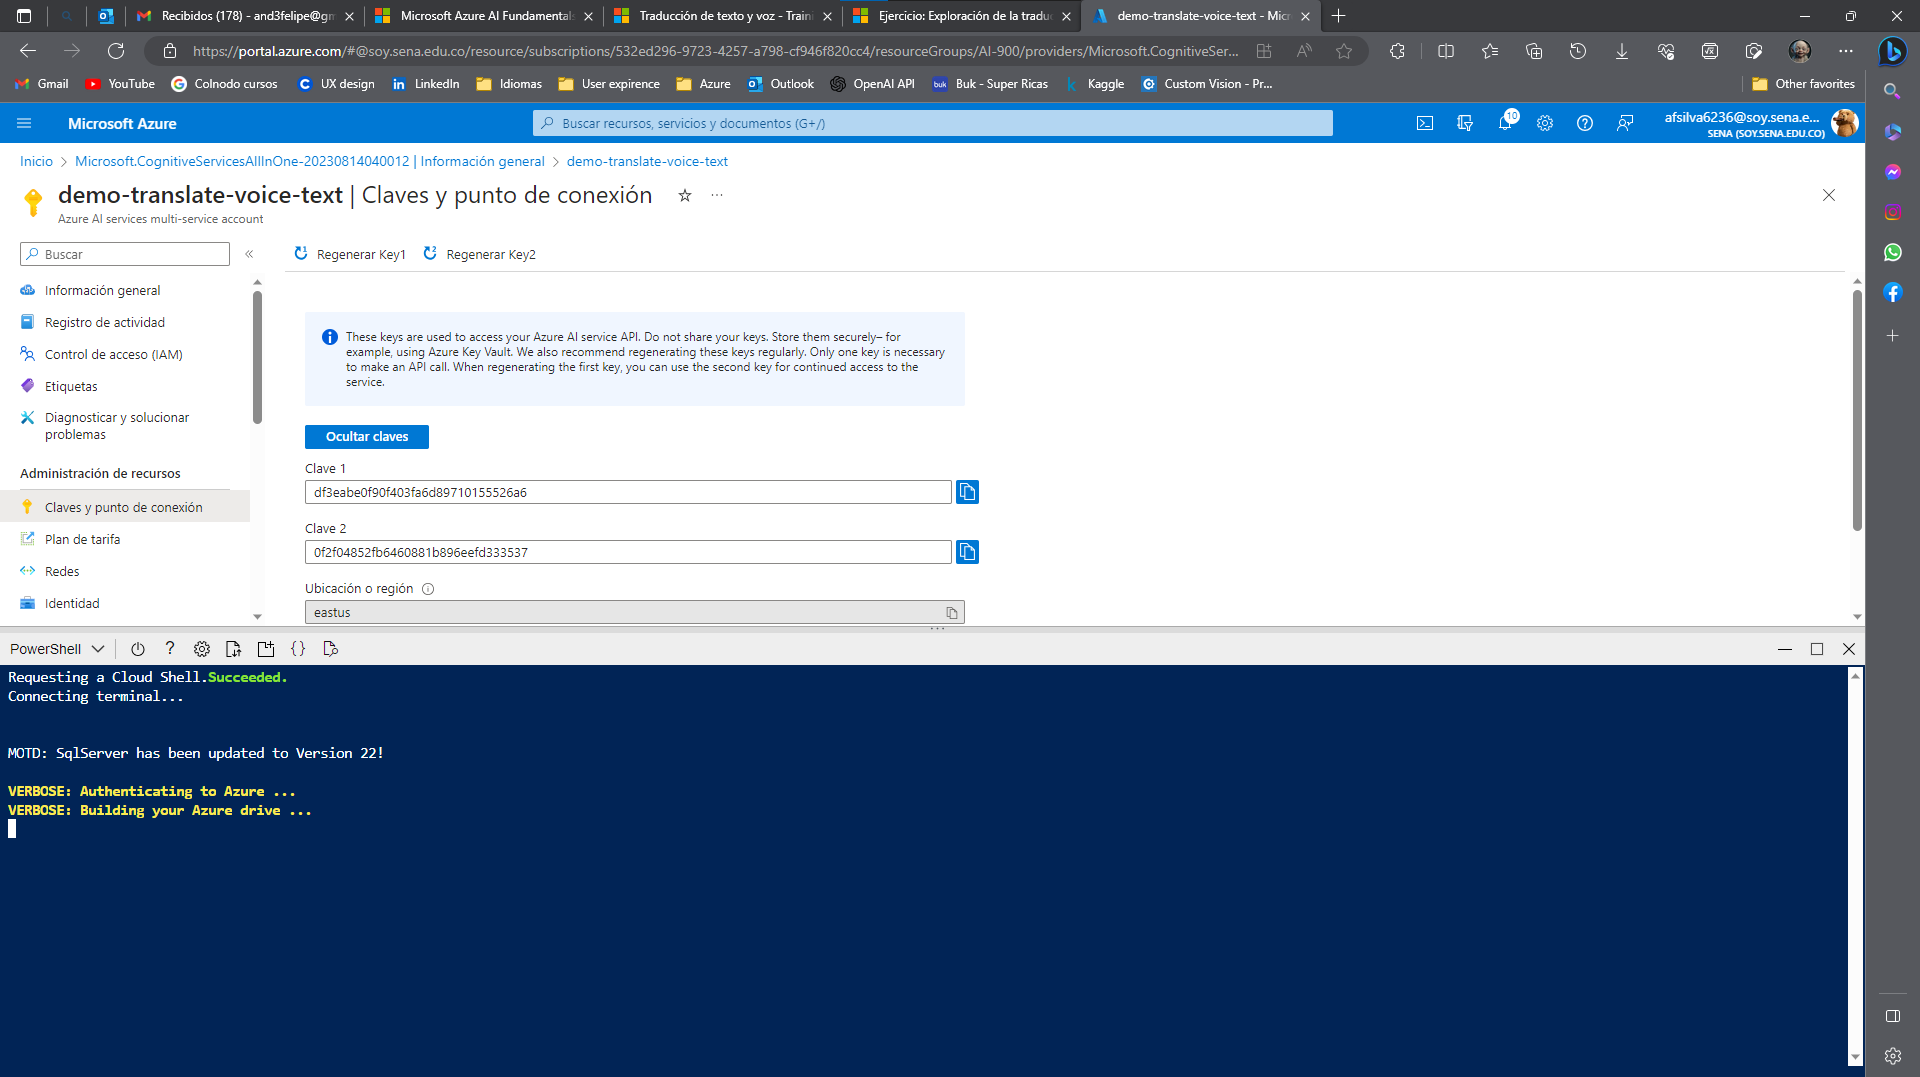 Recibidos (178) - and3felipe@gm
Microsoft Azure AI Fundamentals
Traducción de texto y voz - Traini
Ejercicio: Exploración de la traduc
demo-translate-voice-text - Micr
https://portal.azure.com/#@soy.sena.edu.co/resource/subscriptions/532ed296-9723-4257-a798-cf946f820cc4/resourceGroups/AI-900/providers/Microsoft.CognitiveSer...
Gmail
YouTube
Colnodo cursos
UX design
LinkedIn
Idiomas
User expirence
Azure
Outlook
OpenAI API
Buk - Super Ricas
Kaggle
Custom Vision - Pr...
Other favorites
Microsoft Azure
Buscar recursos, servicios y documentos (G+/)
10
afsilva6236@soy.sena.e...
SENA (SOY.SENA.EDU.CO)
Inicio > Microsoft.CognitiveServicesAllInOne-20230814040012 | Información general > demo-translate-voice-text
demo-translate-voice-text | Claves y punto de conexión
Azure AI services multi-service account
Buscar
Regenerar Key1
Regenerar Key2
Información general
Registro de actividad
Control de acceso (IAM)
Etiquetas
Diagnosticar y solucionar
problemas
Administración de recursos
Claves y punto de conexión
Plan de tarifa
Redes
Identidad
These keys are used to access your Azure AI service API. Do not share your keys. Store them securely– for
example, using Azure Key Vault. We also recommend regenerating these keys regularly. Only one key is necessary
to make an API call. When regenerating the first key, you can use the second key for continued access to the
service.
Ocultar claves
Clave 1
df3eabe0f90f403fa6d89710155526a6
Clave 2
0f2f04852fb6460881b896eefd333537
Ubicación o región
eastus
PowerShell
Requesting a Cloud Shell.Succeeded.
Connecting terminal...
MOTD: SqlServer has been updated to Version 22!
VERBOSE: Authenticating to Azure ...
VERBOSE: Building your Azure drive ...